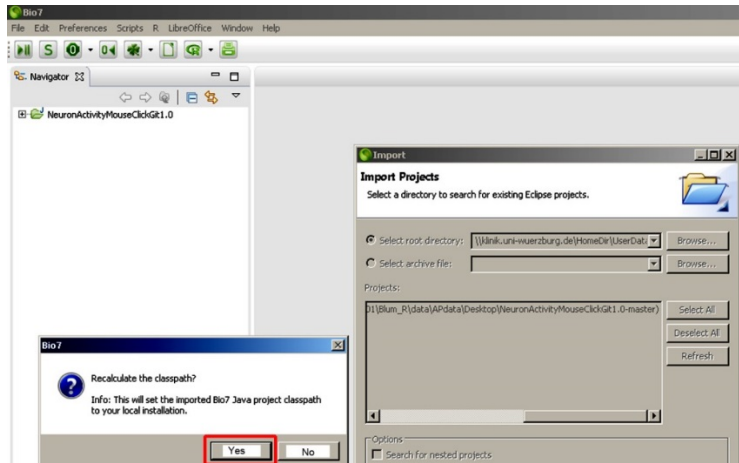 Bio7
File Edit Preferences Scripts R LibreOffice Window Help
Navigator
NeuronActivityMouseClickGit1.0
Import
Import Projects
Select a directory to search for existing Eclipse projects.
Select root directory: \\klinik.uni-wuerzburg.de\HomeDir\UserDat Browse...
Select archive file: Browse...
Projects:
01\Blum_R\data\APdata\Desktop\NeuronActivityMouseClickGit1.0-master) Select All
Deselect All
Refresh
Options
Search for nested projects
Bio7
Recalculate the classpath?
Info: This will set the imported Bio7 Java project classpath
to your local installation.
Yes No